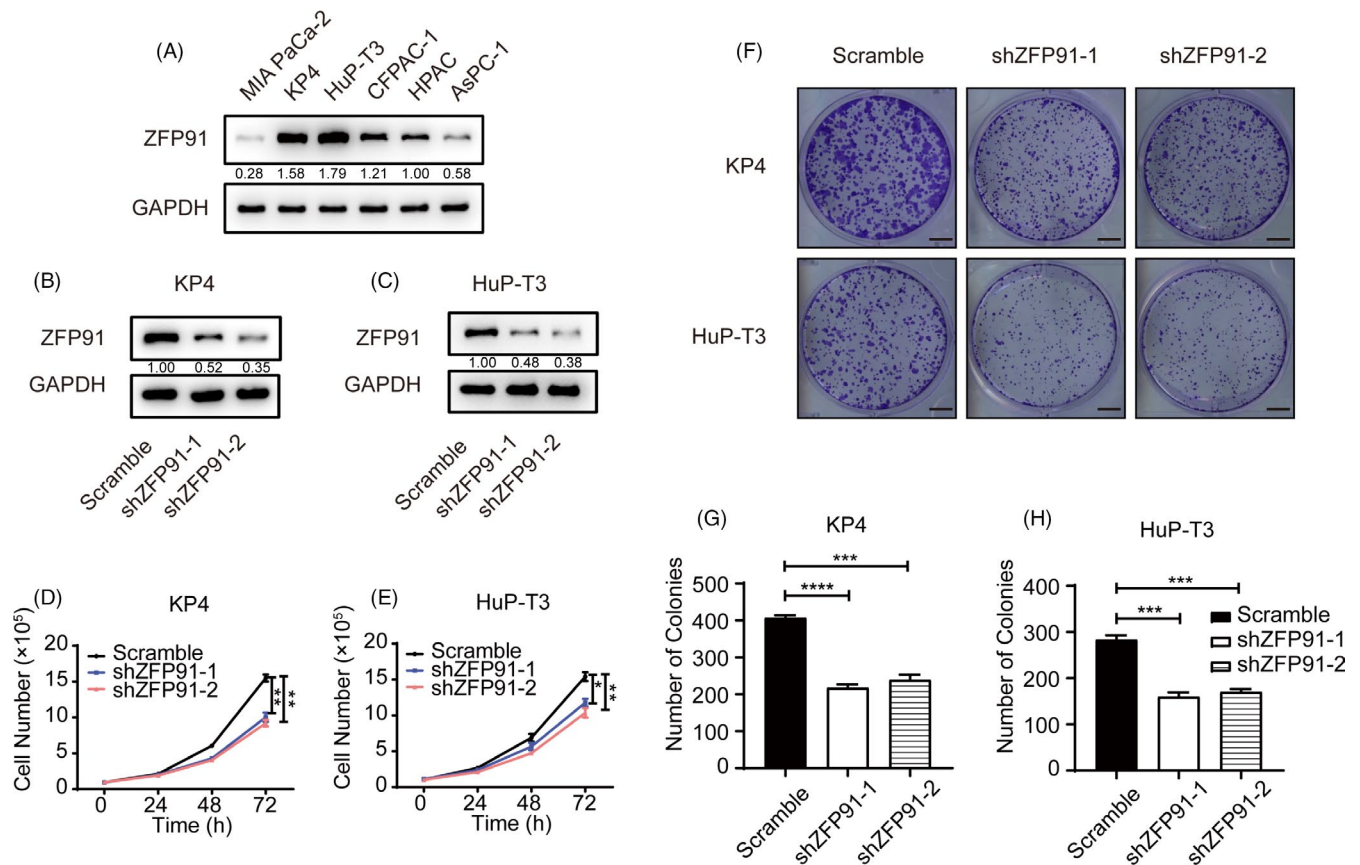 (A)
MIA PaCa-2 KP4 HuP-T3 CFPAC-1 HPAC AsPC-1
ZFP91
0.28 1.58 1.79 1.21 1.00 0.58
GAPDH
(B)
KP4
ZFP91
1.00 0.52 0.35
GAPDH
Scramble shZFP91-1 shZFP91-2
(C)
HuP-T3
ZFP91
1.00 0.48 0.38
GAPDH
Scramble shZFP91-1 shZFP91-2
(D)
KP4
Cell Number (×10⁵)
20
15
10
5
0
Scramble
shZFP91-1
shZFP91-2
**
**
0 24 48 72
Time (h)
(E)
HuP-T3
Cell Number (×10⁵)
20
15
10
5
0
Scramble
shZFP91-1
shZFP91-2
*
**
0 24 48 72
Time (h)
(F)
Scramble shZFP91-1 shZFP91-2
KP4
HuP-T3
(G)
KP4
Number of Colonies
500
400
300
200
100
0
***
****
Scramble shZFP91-1 shZFP91-2
(H)
HuP-T3
Number of Colonies
400
300
200
100
0
***
***
Scramble
shZFP91-1
shZFP91-2
Scramble shZFP91-1 shZFP91-2